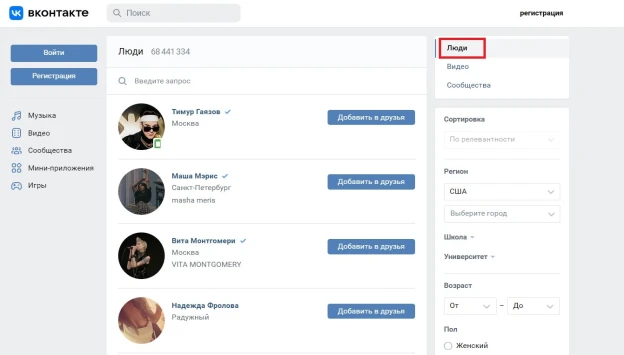 вконтакте
Поиск
регистрация
Войти
Регистрация
Музыка
Видео
Сообщества
Мини-приложения
Игры
Люди 68 441 334
Введите запрос
Тимур Гаязов
Москва
Добавить в друзья
Маша Мэрис
Санкт-Петербург
masha meris
Добавить в друзья
Вита Монтгомери
Москва
VITA MONTGOMERY
Добавить в друзья
Надежда Фролова
Радужный
Добавить в друзья
Люди
Видео
Сообщества
Сортировка
По релевантности
Регион
США
Выберите город
Школа
Университет
Возраст
От – До
Пол
Женский